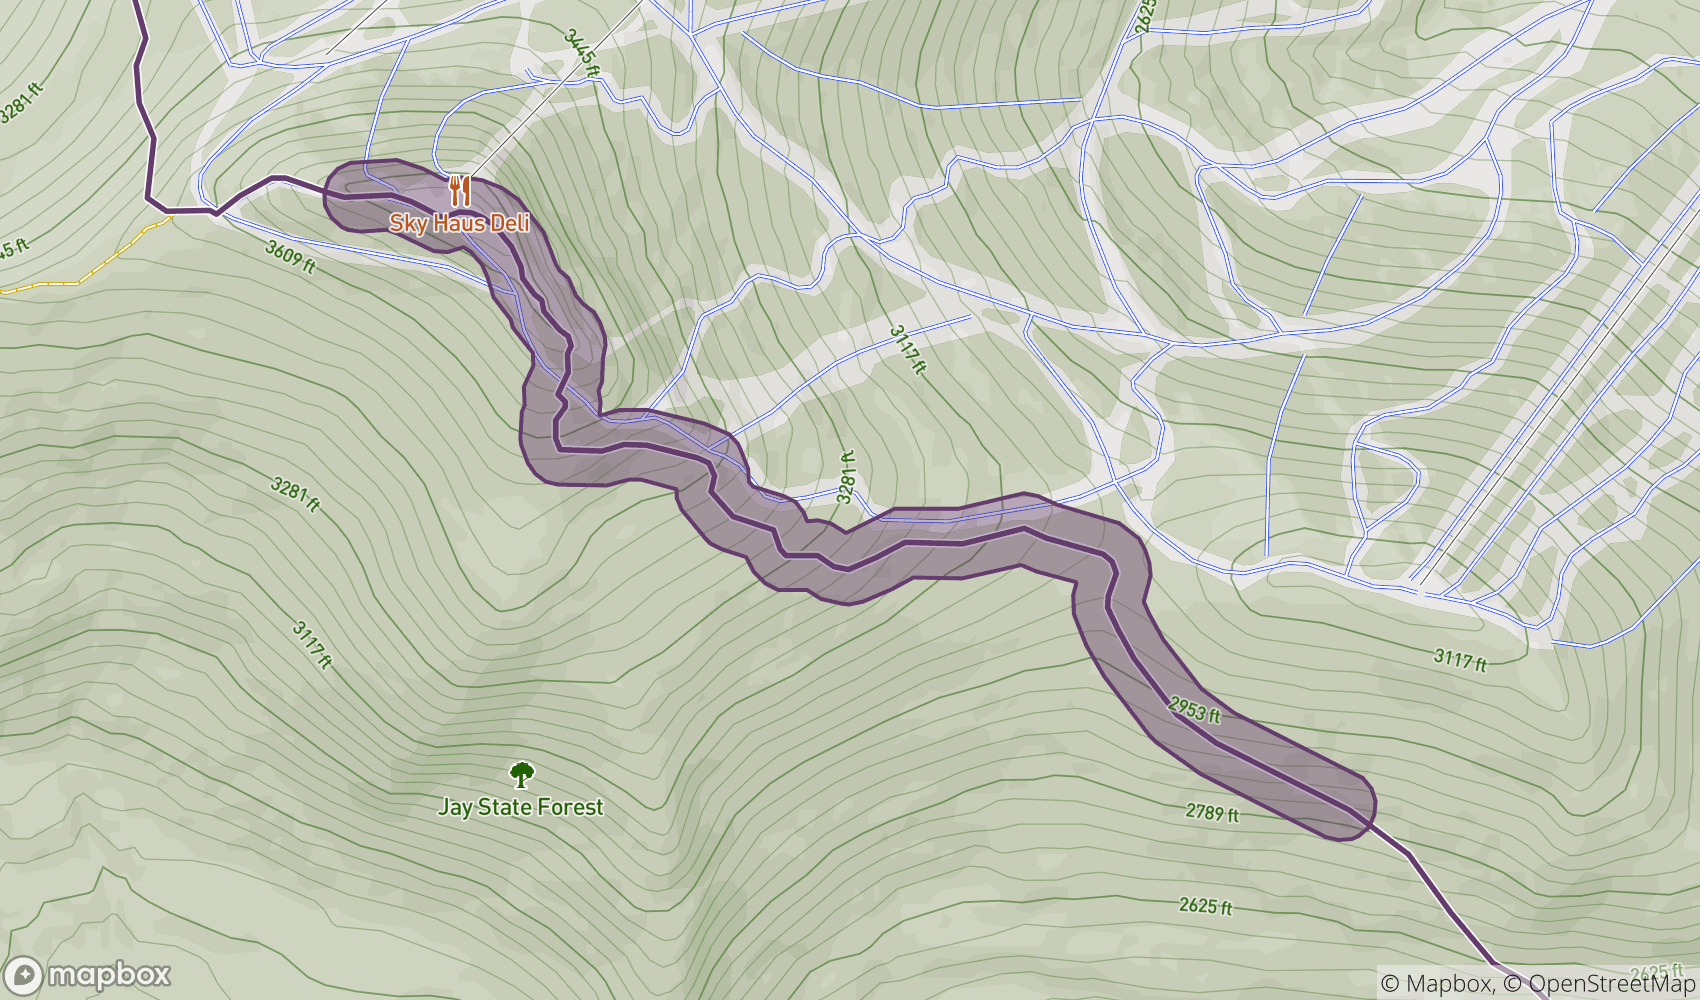 2625
3445 ft
3281 ft
Sky Haus Deli
45 ft
3609 ft
3117 ft
3281 ft
3281 ft
3117 ft
3117 ft
2953 ft
Jay State Forest
2789 ft
2625 ft
2625 ft
mapbox
© Mapbox, © OpenStreetMap